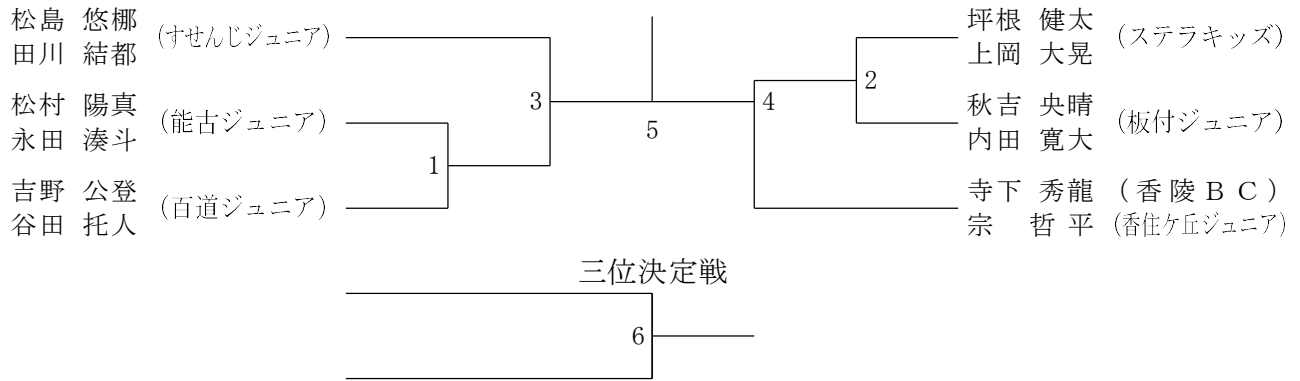 松島 悠梛 (すせんじジュニア)
田川 結都
松村 陽真 (能古ジュニア)
永田 湊斗
吉野 公登 (百道ジュニア)
谷田 托人
1
3
5
4
2
坪根 健太 (ステラキッズ)
上岡 大晃
秋吉 央晴 (板付ジュニア)
内田 寛大
寺下 秀龍 (香陵BC)
宗 哲平 (香住ケ丘ジュニア)
三位決定戦
6